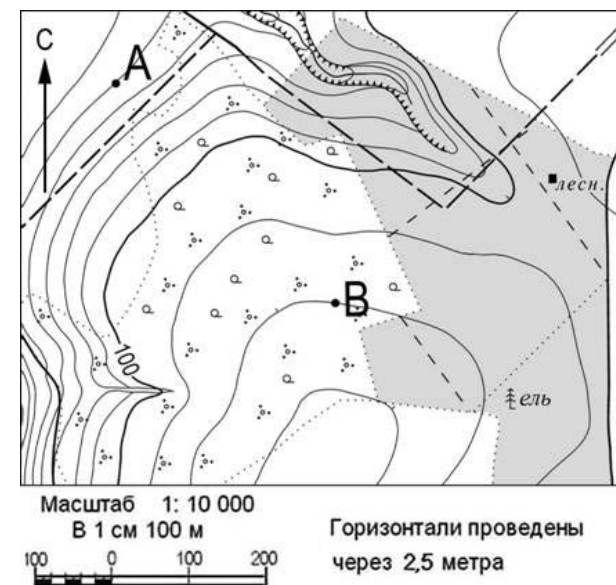 С
А
лесн.
В
100
ель
Масштаб 1: 10 000
В 1 см 100 м
100 0 100 200
Горизонтали проведены
через 2,5 метра